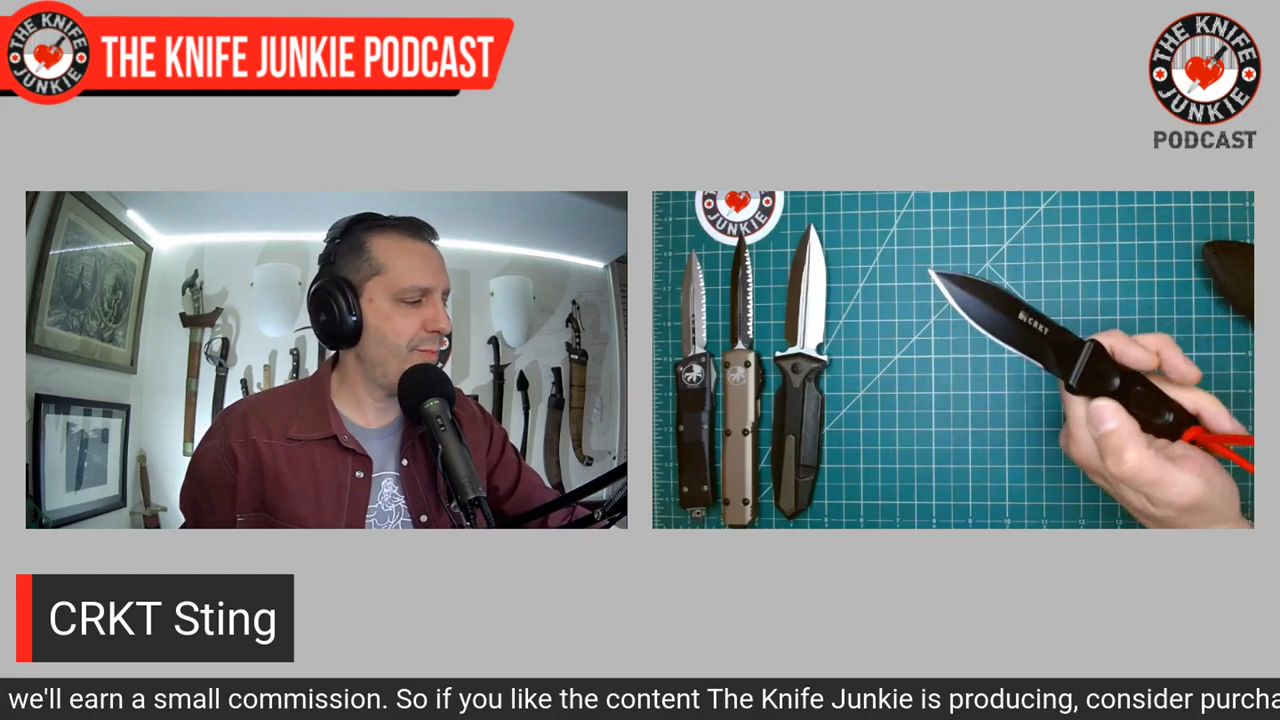 THE KNIFE JUNKIE
THE KNIFE JUNKIE PODCAST
THE KNIFE JUNKIE
PODCAST
JUNKIE
CRKT
CRKT Sting
we'll earn a small commission. So if you like the content The Knife Junkie is producing, consider purcha